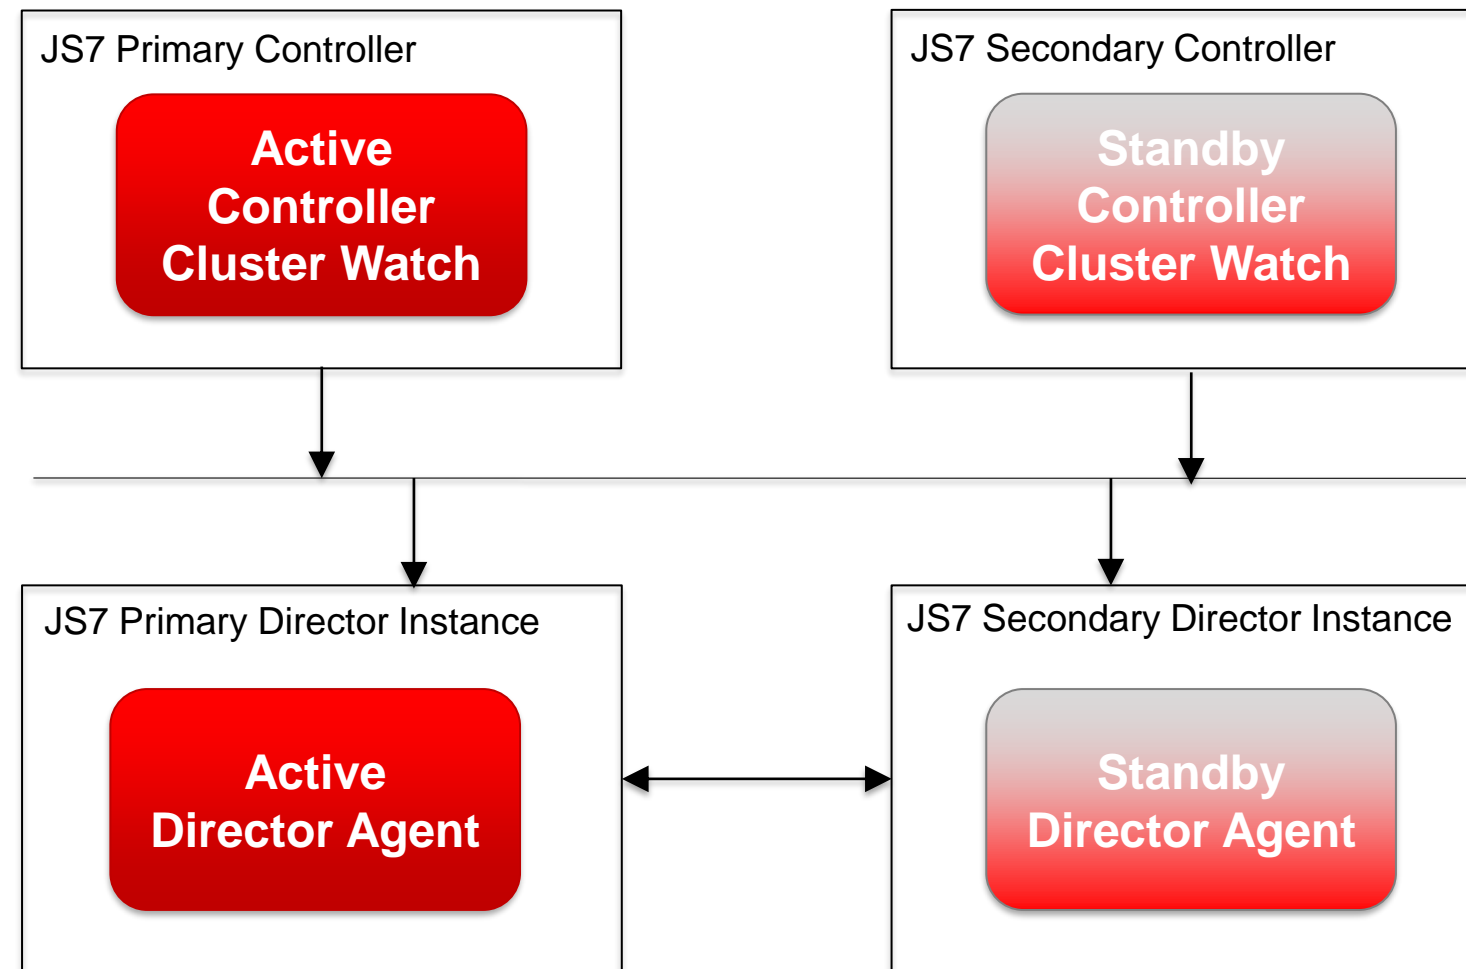 JS7 Primary Controller
Active
Controller
Cluster Watch
JS7 Secondary Controller
Standby
Controller
Cluster Watch
JS7 Primary Director Instance
Active
Director Agent
JS7 Secondary Director Instance
Standby
Director Agent